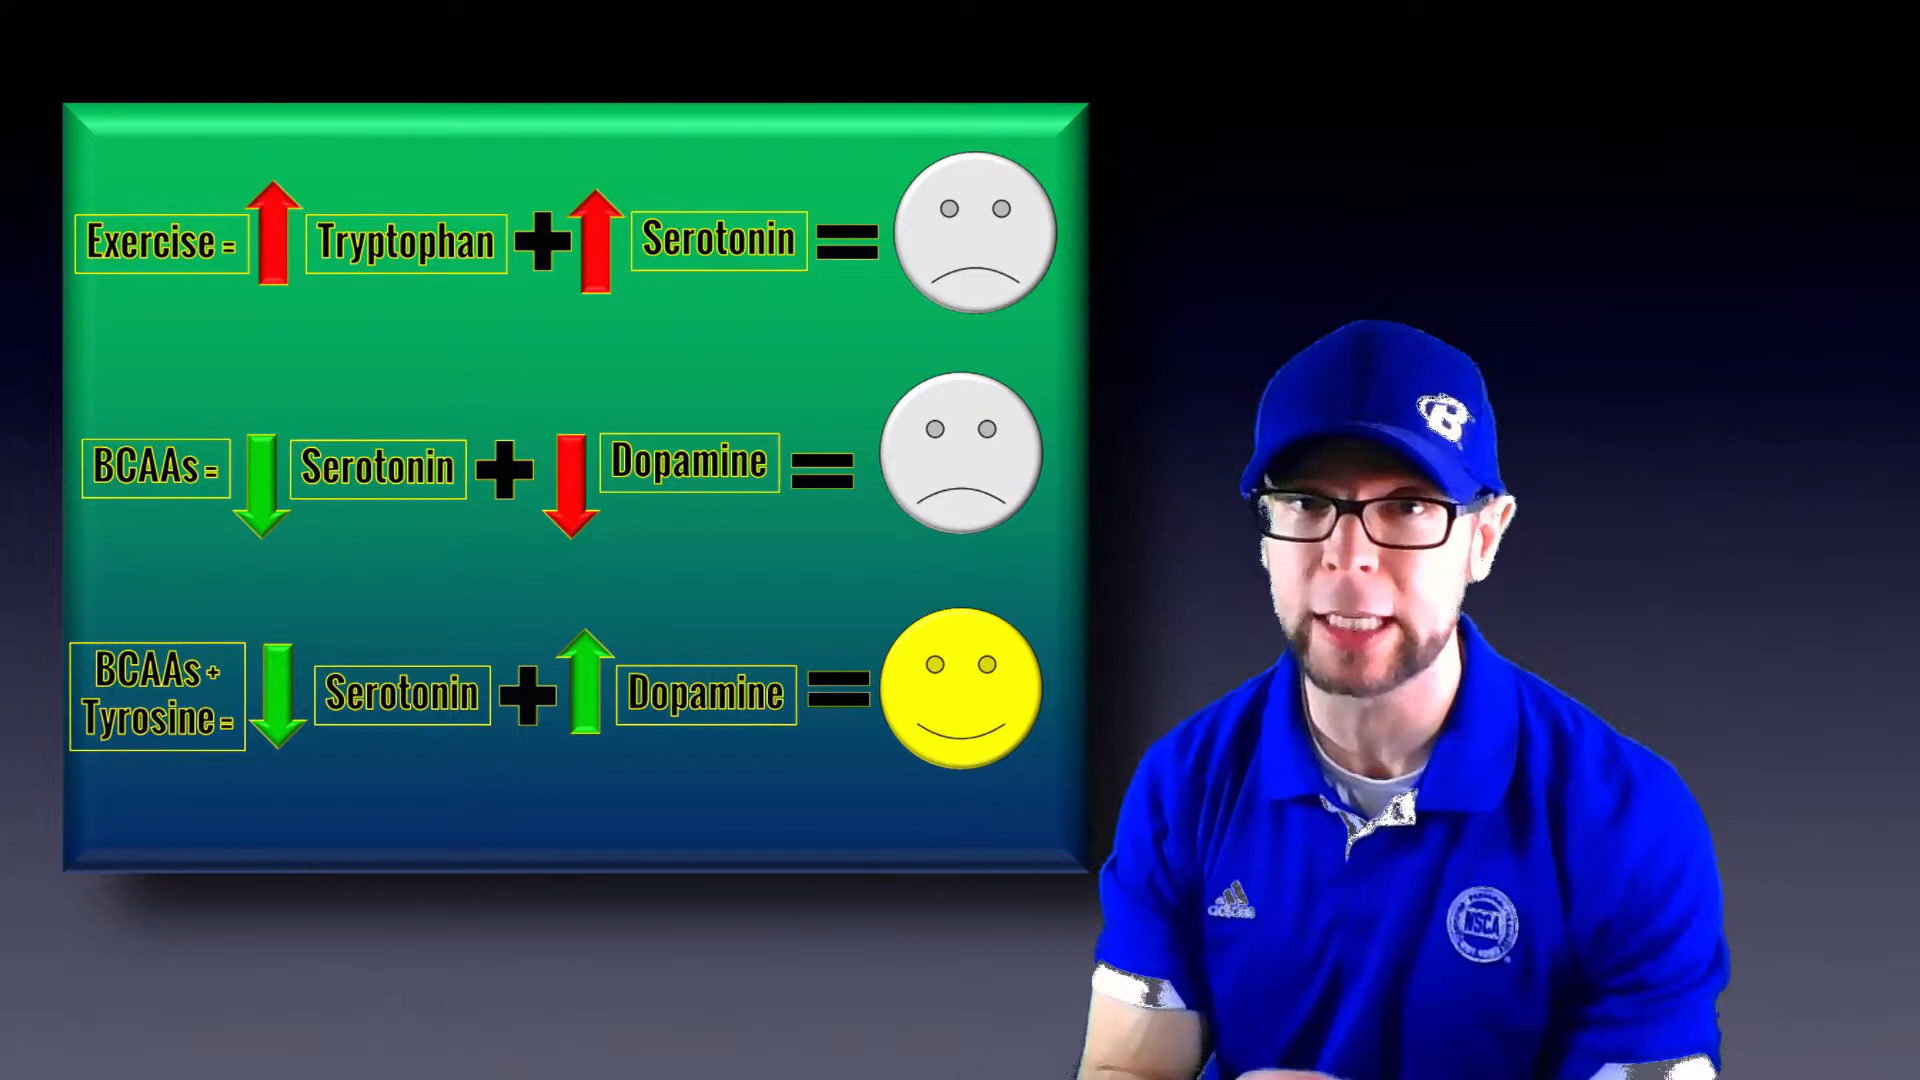 Exercise =
Tryptophan
Serotonin
BCAAs =
Serotonin
Dopamine
BCAAs +
Tyrosine =
Serotonin
Dopamine
B
adidas
NSCA